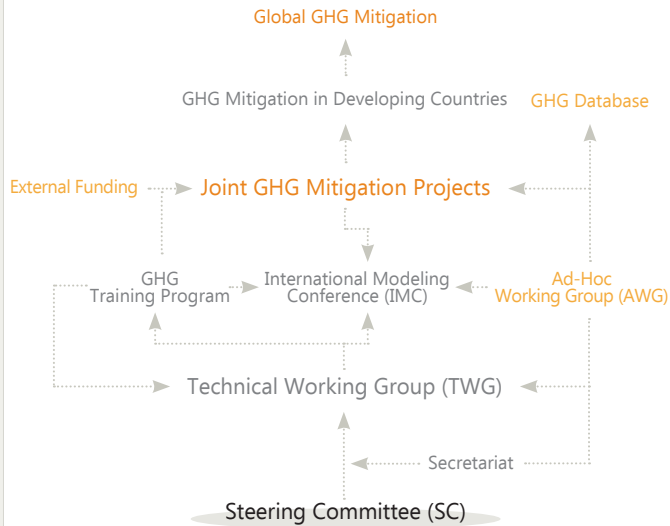 Global GHG Mitigation
GHG Mitigation in Developing Countries
GHG Database
External Funding
Joint GHG Mitigation Projects
GHG
Training Program
International Modeling
Conference (IMC)
Ad-Hoc
Working Group (AWG)
Technical Working Group (TWG)
Secretariat
Steering Committee (SC)